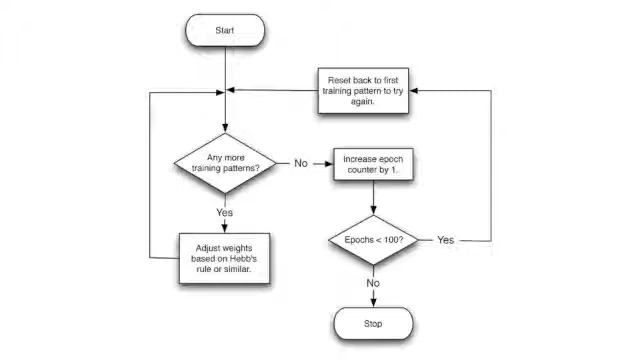 Start
Reset back to first
training pattern to try
again.
Any more
training patterns?
No
Increase epoch
counter by 1.
Yes
Adjust weights
based on Hebb's
rule or similar.
Epochs < 100?
Yes
No
Stop